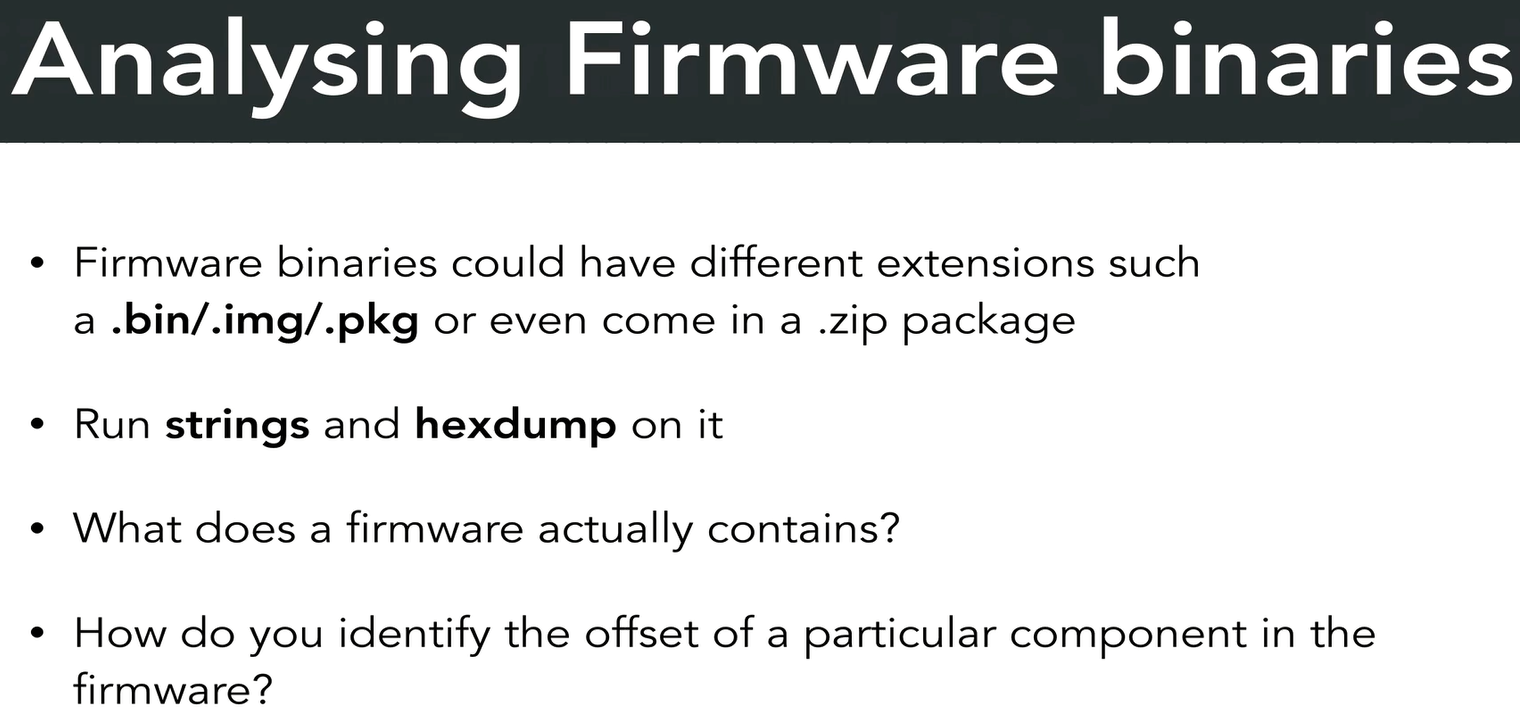 Analysing Firmware binaries
• Firmware binaries could have different extensions such
a .bin/.img/.pkg or even come in a .zip package
• Run strings and hexdump on it
• What does a firmware actually contains?
• How do you identify the offset of a particular component in the
firmware?